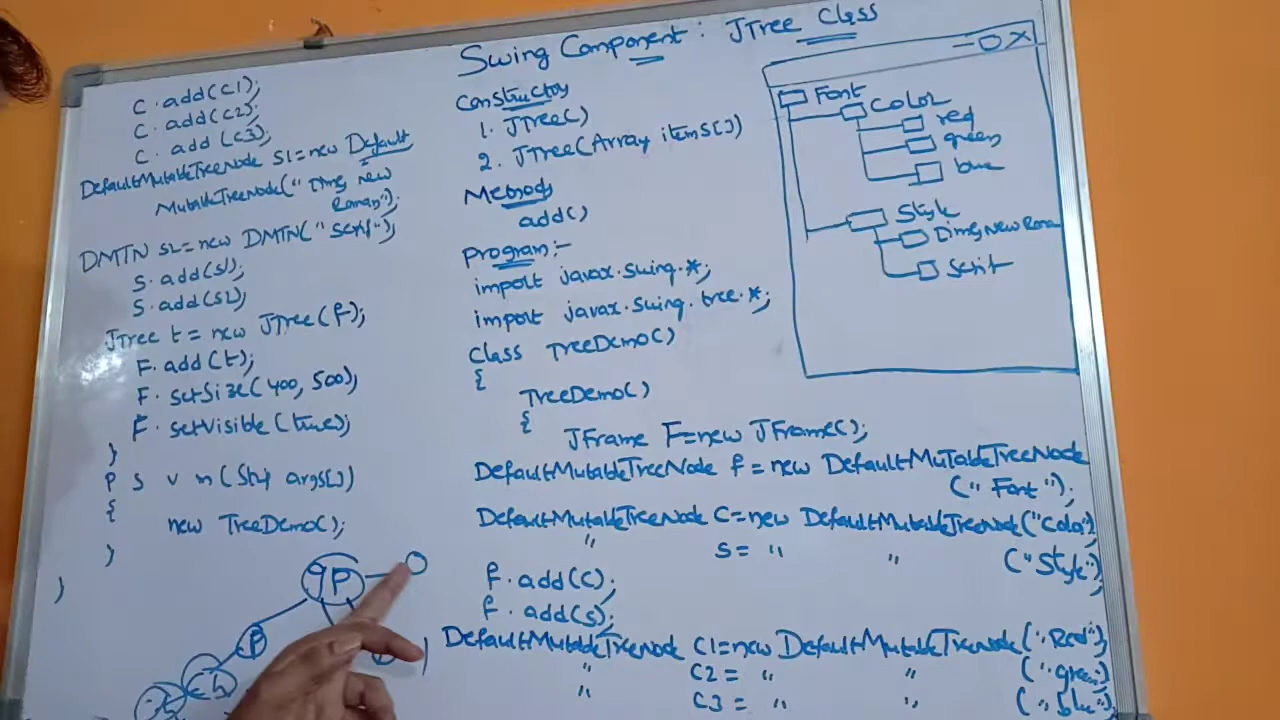 Swing Component: JTree Class
Constructor
1. JTree()
2. JTree(Array items[])
Methods
add()
Program:-
import javax.swing.*;
import javax.swing.tree.*;
Class TreeDemo()
{
TreeDemo()
{
JFrame F=new JFrame();
DefaultMutableTreeNode f = new DefaultMuTableTreeNode
("Font");
DefaultMutableTreeNode C=new DefaultMutableTreeNode("Color");
" s= " " ("Style");
f.add(c);
f.add(s);
DefaultMutableTreeNode C1=new DefaultMutableTreeNode("Red");
" C2= " " ("green");
" C3= " " ("blue");
C.add(c1);
C.add(c2);
C.add(c3);
DefaultMutableTreeNode S1=new Default
MutableTreeNode("Times new
Roman");
DMTN S2=new DMTN("Serif");
S.add(s1);
S.add(s2);
JTree t = new JTree(f);
F.add(t);
F.setSize(400, 500);
F.setVisible(true);
}
P S V m(String args[])
{
new TreeDemo();
}
}
- O X
Font
Color
red
green
blue
Style
Times New Roman
Serif
gP
P
ch